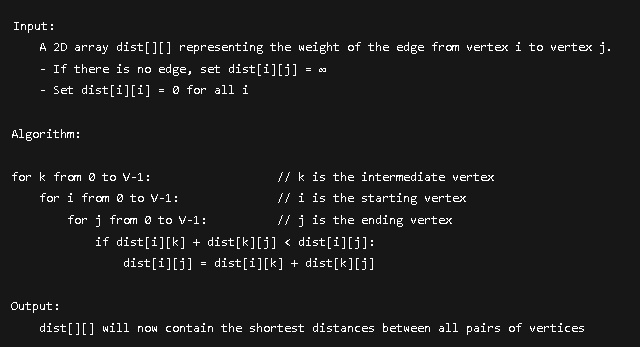 Input:
    A 2D array dist[][] representing the weight of the edge from vertex i to vertex j.
    - If there is no edge, set dist[i][j] = ∞
    - Set dist[i][i] = 0 for all i
Algorithm:
for k from 0 to V-1:                  // k is the intermediate vertex
    for i from 0 to V-1:              // i is the starting vertex
        for j from 0 to V-1:          // j is the ending vertex
            if dist[i][k] + dist[k][j] < dist[i][j]:
                dist[i][j] = dist[i][k] + dist[k][j]
Output:
    dist[][] will now contain the shortest distances between all pairs of vertices